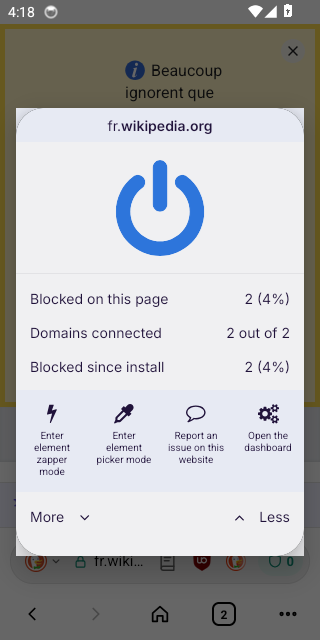 4:18
Beaucoup
ignorent que
fr.wikipedia.org
Blocked on this page 2 (4%)
Domains connected 2 out of 2
Blocked since install 2 (4%)
Enter
element
zapper
mode
Enter
element
picker mode
Report an
issue on this
website
Open the
dashboard
More Less
fr.wiki... 0
2